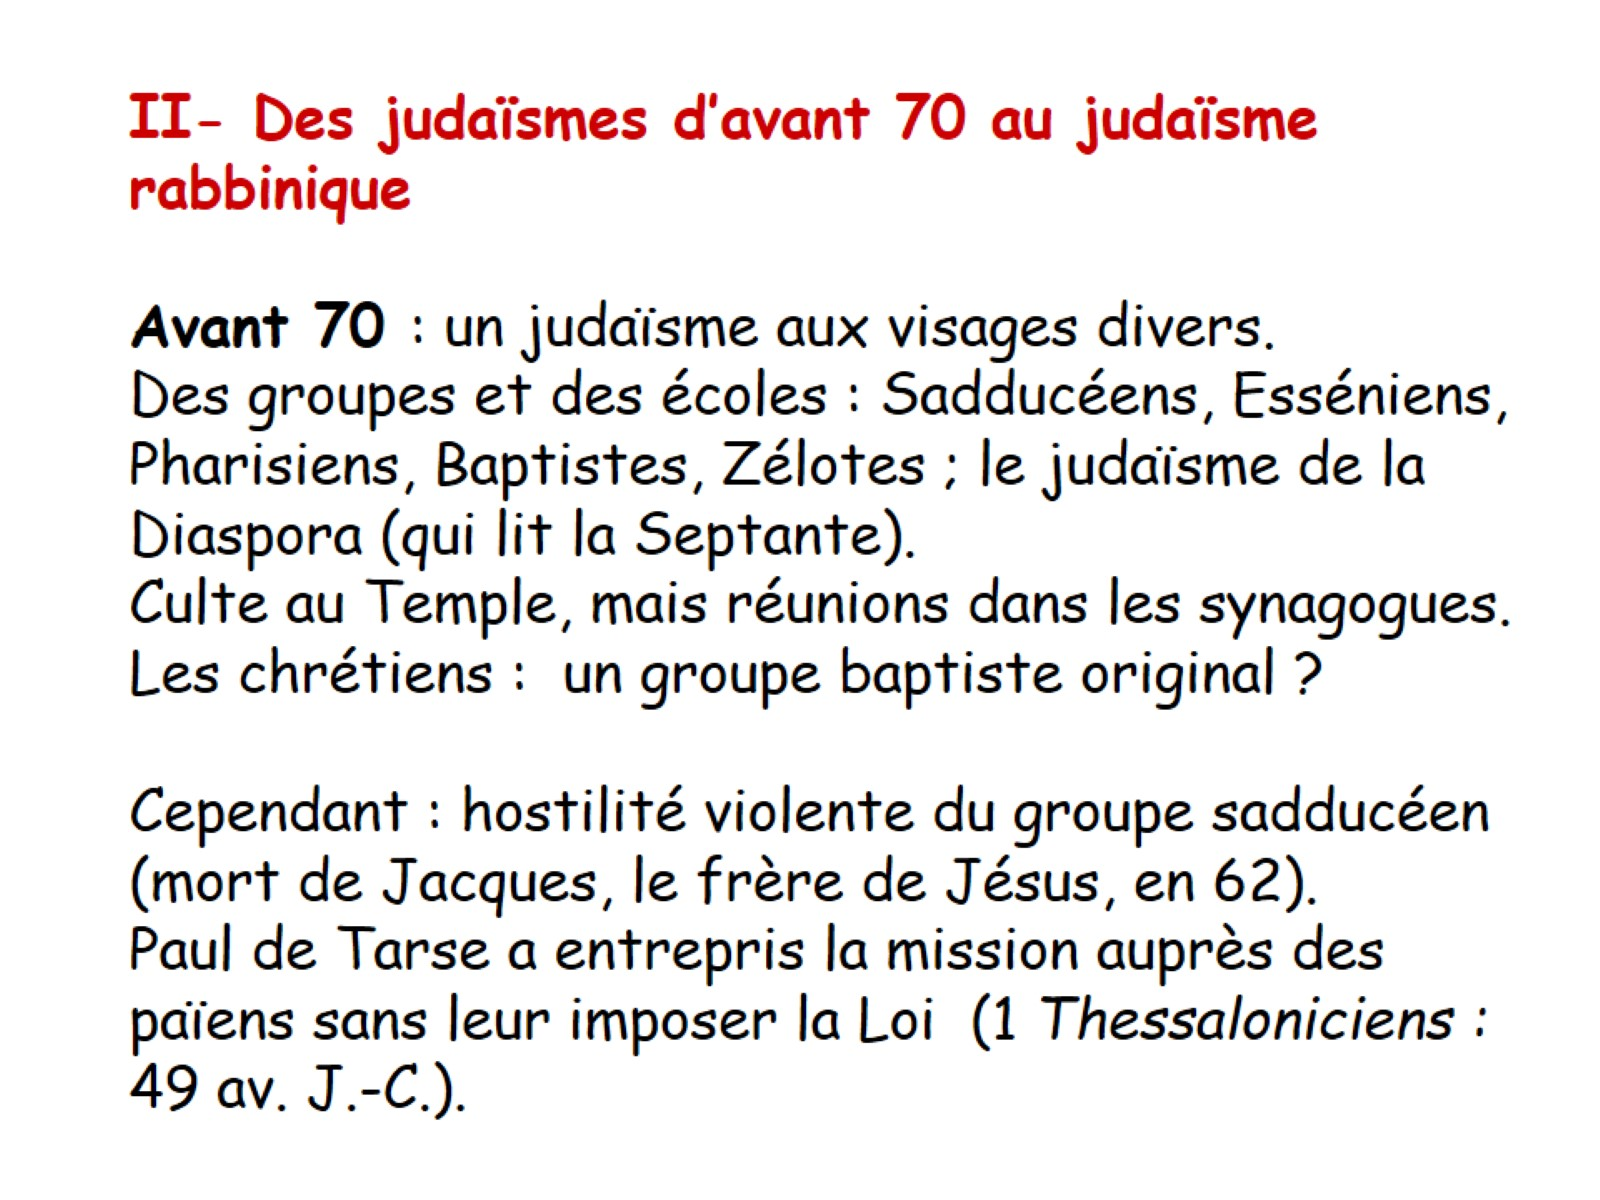 II- Des judaïsmes d’avant 70 au judaïsme
rabbinique
Avant 70 : un judaïsme aux visages divers.
Des groupes et des écoles : Sadducéens, Esséniens,
Pharisiens, Baptistes, Zélotes ; le judaïsme de la
Diaspora (qui lit la Septante).
Culte au Temple, mais réunions dans les synagogues.
Les chrétiens :  un groupe baptiste original ?
Cependant : hostilité violente du groupe sadducéen
(mort de Jacques, le frère de Jésus, en 62).
Paul de Tarse a entrepris la mission auprès des
païens sans leur imposer la Loi  (1 Thessaloniciens :
49 av. J.-C.).